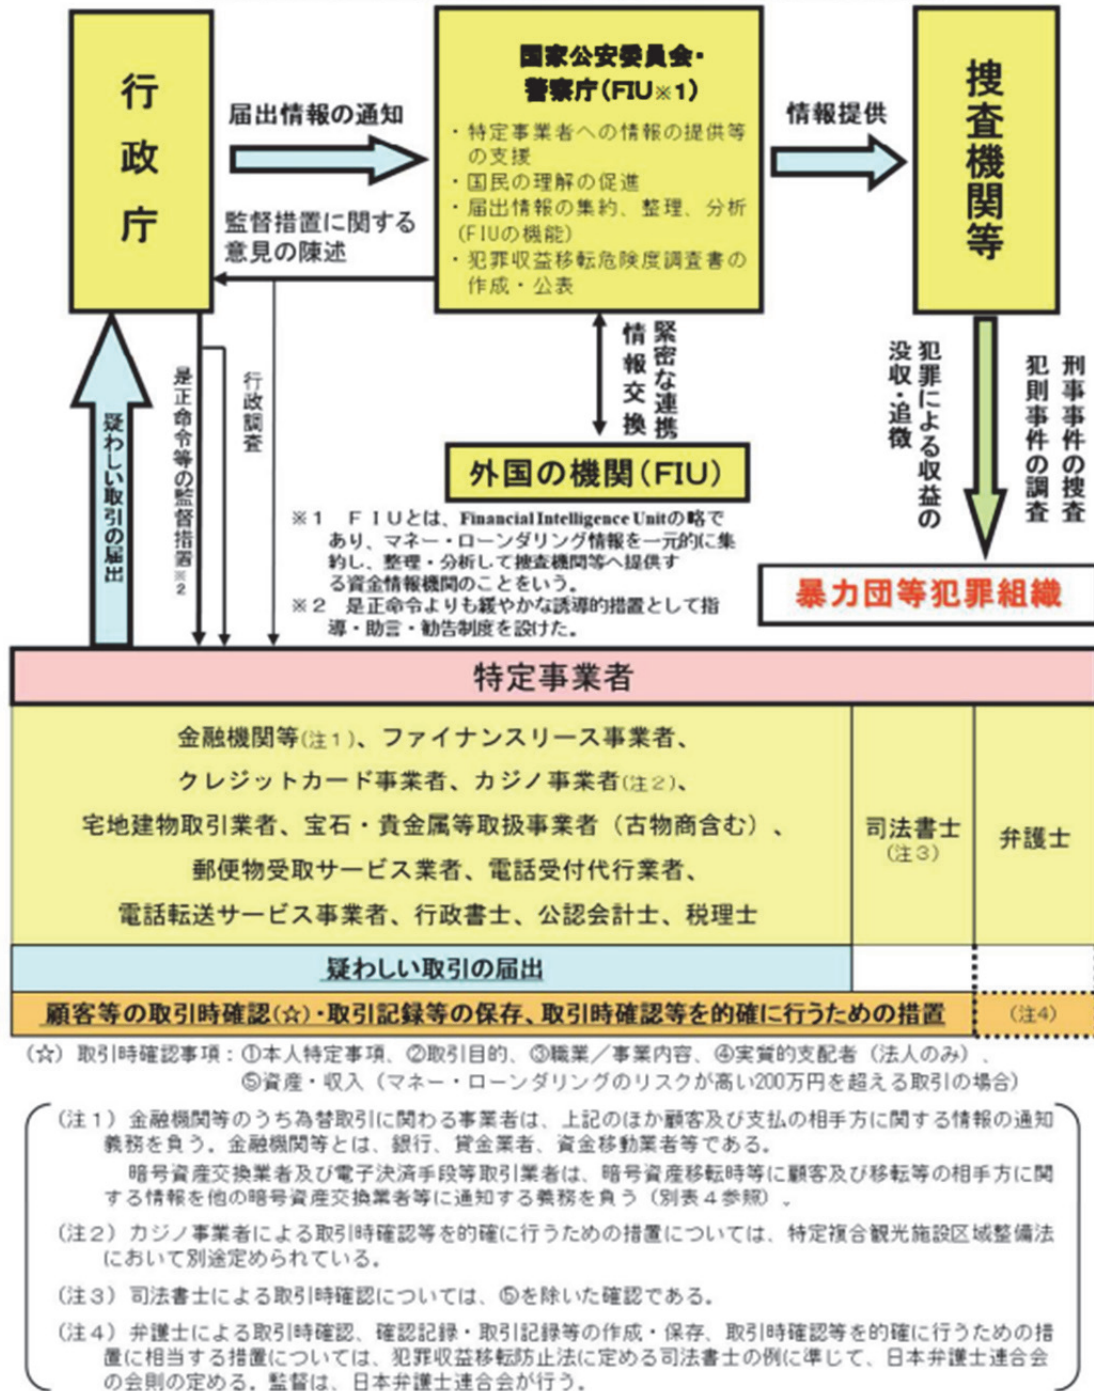 行政庁
届出情報の通知
監督措置に関する
意見の陳述
国家公安委員会・
警察庁(FIU※1)
・特定事業者への情報の提供等
の支援
・国民の理解の促進
・届出情報の集約、整理、分析
(FIUの機能)
・犯罪収益移転危険度調査書の
作成・公表
情報提供
捜査機関等
疑わしい取引の届出
是正命令等の監督措置※2
行政調査
緊密な連携
情報交換
外国の機関(FIU)
犯罪による収益の
没収・追徴
刑事事件の捜査
犯則事件の調査
暴力団等犯罪組織
※1 FIUとは、Financial Intelligence Unitの略で
あり、マネー・ローンダリング情報を一元的に集
約し、整理・分析して捜査機関等へ提供す
る資金情報機関のことをいう。
※2 是正命令よりも緩やかな誘導的措置として指
導・助言・勧告制度を設けた。
特定事業者
金融機関等(注1)、ファイナンスリース事業者、
クレジットカード事業者、カジノ事業者(注2)、
宅地建物取引業者、宝石・貴金属等取扱事業者（古物商含む）、
郵便物受取サービス業者、電話受付代行業者、
電話転送サービス事業者、行政書士、公認会計士、税理士
司法書士
(注3)
弁護士
疑わしい取引の届出
顧客等の取引時確認(☆)・取引記録等の保存、取引時確認等を的確に行うための措置
(注4)
(☆) 取引時確認事項：①本人特定事項、②取引目的、③職業／事業内容、④実質的支配者（法人のみ）、
⑤資産・収入（マネー・ローンダリングのリスクが高い200万円を超える取引の場合）
(注1) 金融機関等のうち為替取引に関わる事業者は、上記のほか顧客及び支払の相手方に関する情報の通知
義務を負う。金融機関等とは、銀行、貸金業者、資金移動業者等である。
暗号資産交換業者及び電子決済手段等取引業者は、暗号資産移転時等に顧客及び移転等の相手方に関
する情報を他の暗号資産交換業者等に通知する義務を負う（別表4参照）。
(注2) カジノ事業者による取引時確認等を的確に行うための措置については、特定複合観光施設区域整備法
において別途定められている。
(注3) 司法書士による取引時確認については、⑤を除いた確認である。
(注4) 弁護士による取引時確認、確認記録・取引記録等の作成・保存、取引時確認等を的確に行うための措
置に相当する措置については、犯罪収益移転防止法に定める司法書士の例に準じて、日本弁護士連合会
の会則の定める。監督は、日本弁護士連合会が行う。